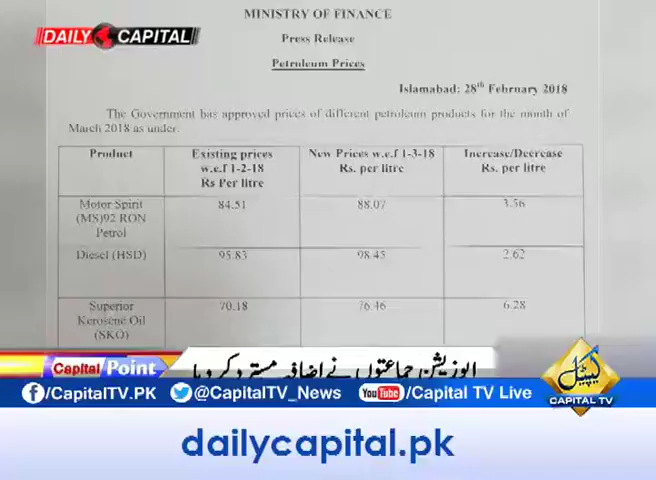 MINISTRY OF FINANCE
DAILY CAPITAL
Press Release
Petroleum Prices
Islamabad: 28th February 2018
The Government has approved prices of different petroleum products for the month of
March 2018 as under:
Product
Existing prices
w.e.f 1-2-18
Rs Per litre
New Prices w.e.f 1-3-18
Rs. per litre
Increase/Decrease
Rs. per litre
Motor Spirit
(MS)92 RON
Petrol
84.51
88.07
3.56
Diesel (HSD)
95.83
98.45
2.62
Superior
Kerosene Oil
(SKO)
70.18
76.46
6.28
Capital Point
اپوزیشن جماعتوں نے اضافہ مسترد کر دیا
f/CapitalTV.PK
@CapitalTV_News
YouTube /Capital TV Live
کیپیٹل
CAPITAL TV
dailycapital.pk